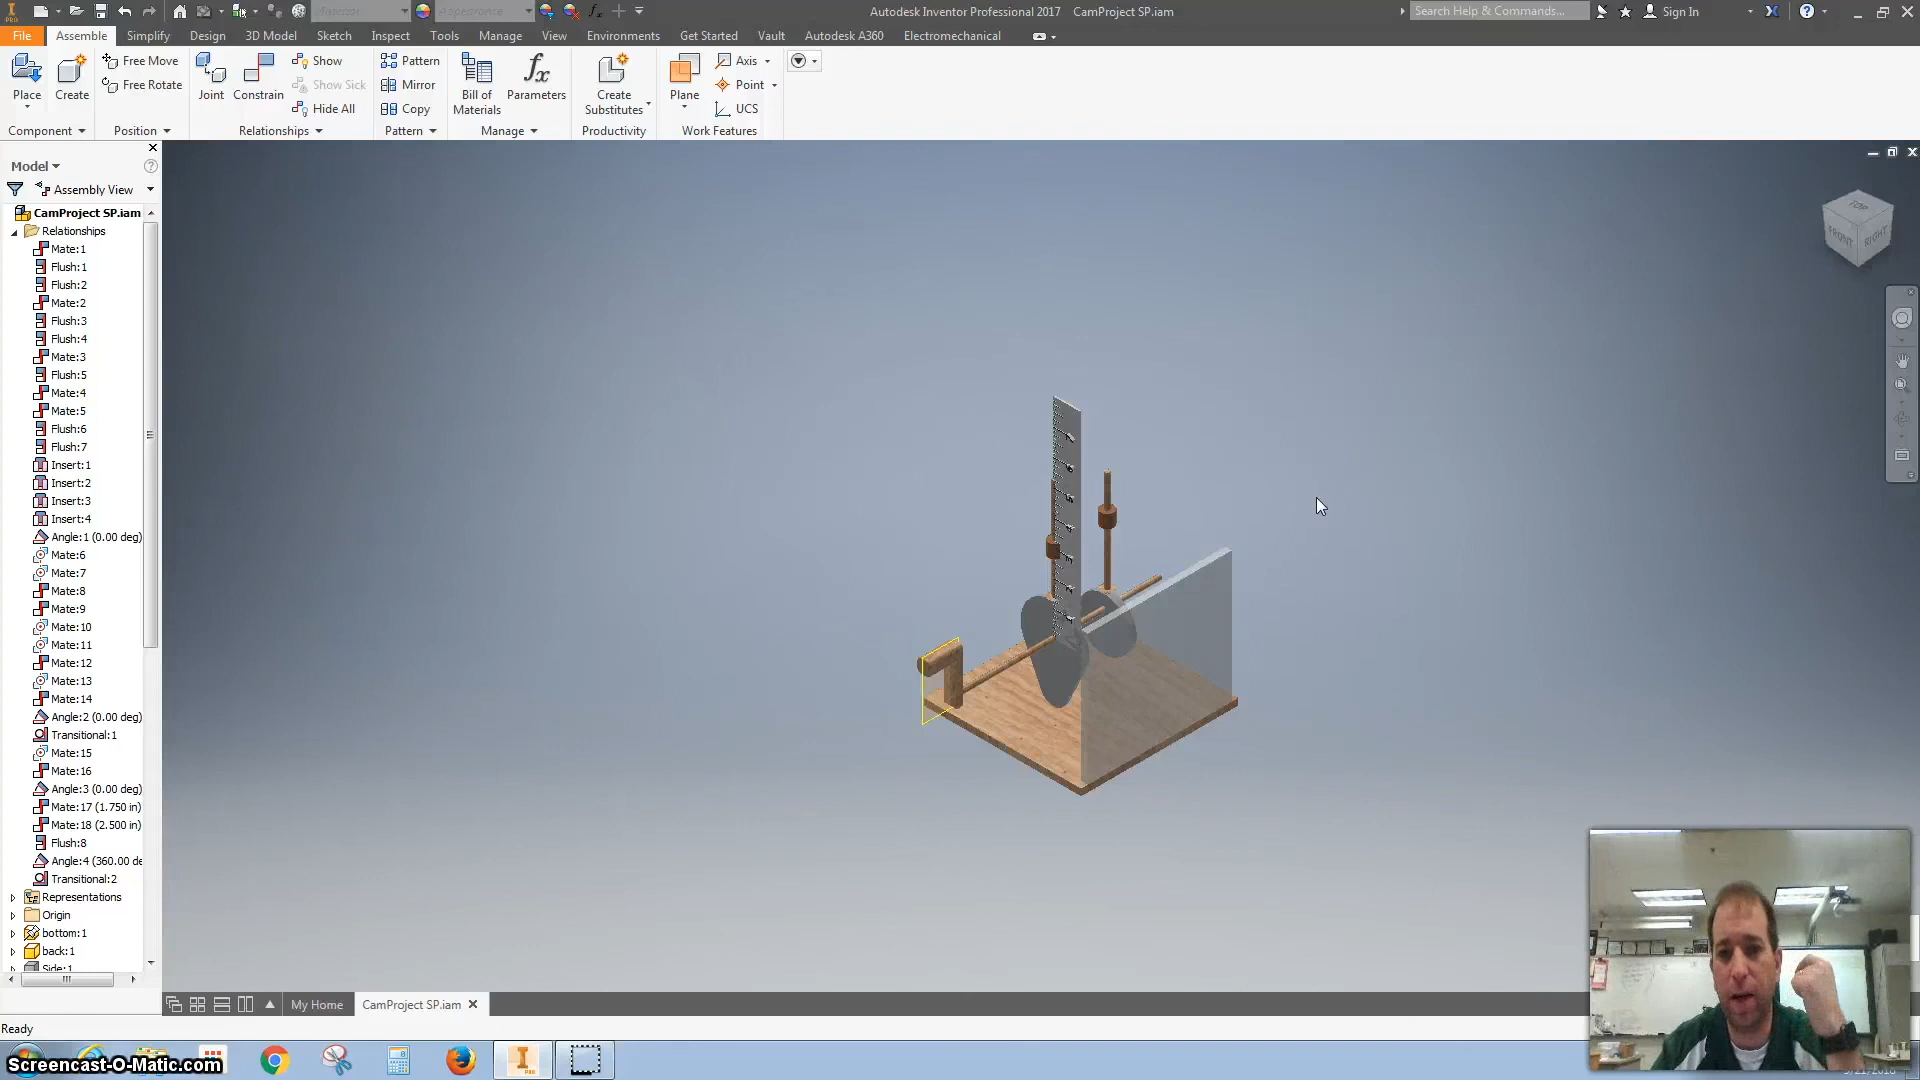 Autodesk Inventor Professional 2017 CamProject SP.iam
Search Help & Commands...
Sign In
File Assemble Simplify Design 3D Model Sketch Inspect Tools Manage View Environments Get Started Vault Autodesk A360 Electromechanical
Place Create Free Move Free Rotate Joint Constrain Show Show Sick Hide All Pattern Mirror Copy Bill of Materials Parameters Create Substitutes Plane Axis Point UCS
Component Position Relationships Pattern Manage Productivity Work Features
Model
Assembly View
CamProject SP.iam
Relationships
Mate:1
Flush:1
Flush:2
Mate:2
Flush:3
Flush:4
Mate:3
Flush:5
Mate:4
Mate:5
Flush:6
Flush:7
Insert:1
Insert:2
Insert:3
Insert:4
Angle:1 (0.00 deg)
Mate:6
Mate:7
Mate:8
Mate:9
Mate:10
Mate:11
Mate:12
Mate:13
Mate:14
Angle:2 (0.00 deg)
Transitional:1
Mate:15
Mate:16
Angle:3 (0.00 deg)
Mate:17 (1.750 in)
Mate:18 (2.500 in)
Flush:8
Angle:4 (360.00 de
Transitional:2
Representations
Origin
bottom:1
back:1
Side:1
TOP
FRONT RIGHT
My Home CamProject SP.iam
Ready
Screencast-O-Matic.com